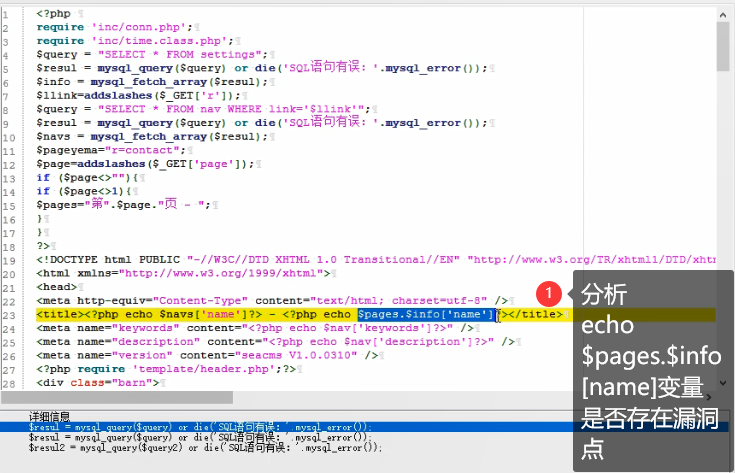 1 <?php
2 require 'inc/conn.php';
3 require 'inc/time.class.php';
4 $query = "SELECT * FROM settings";
5 $resul = mysql_query($query) or die('SQL语句有误：'.mysql_error());
6 $info = mysql_fetch_array($resul);
7 $llink=addslashes($_GET['r']);
8 $query = "SELECT * FROM nav WHERE link='$llink'";
9 $resul = mysql_query($query) or die('SQL语句有误：'.mysql_error());
10 $navs = mysql_fetch_array($resul);
11 $pageyema="r=contact";
12 $page=addslashes($_GET['page']);
13 if ($page<>""){
14 if ($page<>1){
15 $pages="第".$page."页 - ";
16 }
17 }
18 ?>
19 <!DOCTYPE html PUBLIC "-//W3C//DTD XHTML 1.0 Transitional//EN" "http://www.w3.org/TR/xhtml1/DTD/xht
20 <html xmlns="http://www.w3.org/1999/xhtml">
21 <head>
22 <meta http-equiv="Content-Type" content="text/html; charset=utf-8" />
23 <title><?php echo $navs['name']?> - <?php echo $pages.$info['name']?></title>
24 <meta name="keywords" content="<?php echo $nav['keywords']?>" />
25 <meta name="description" content="<?php echo $nav['description']?>" />
26 <meta name="version" content="seacms V1.0.0310" />
27 <?php require 'template/header.php';?>
28 <div class="barn">
1
分析
echo
$pages.$info
[name]变量
是否存在漏洞
点
详细信息
$resul = mysql_query($query) or die('SQL语句有误：'.mysql_error());
$resul = mysql_query($query) or die('SQL语句有误：'.mysql_error());
$resul2 = mysql_query($query2) or die('SQL语句有误：'.mysql_error());